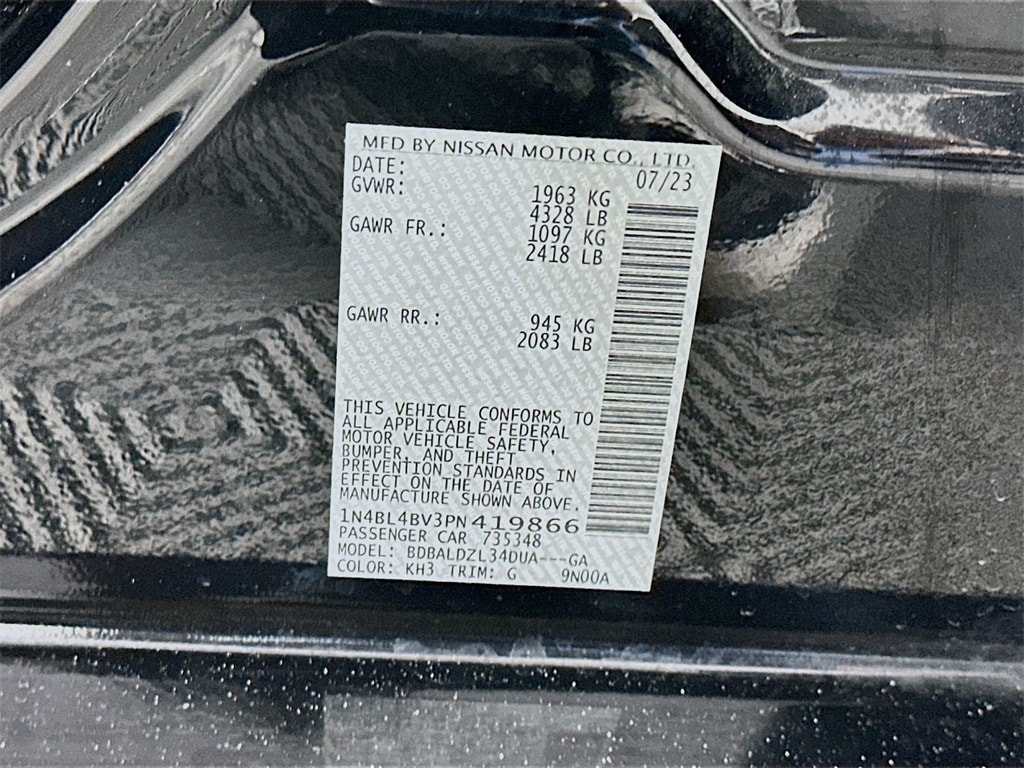 MFD BY NISSAN MOTOR CO., LTD.
DATE: 07/23
GVWR: 1963 KG
4328 LB
GAWR FR.: 1097 KG
2418 LB
GAWR RR.: 945 KG
2083 LB
THIS VEHICLE CONFORMS TO
ALL APPLICABLE FEDERAL
MOTOR VEHICLE SAFETY,
BUMPER, AND THEFT
PREVENTION STANDARDS IN
EFFECT ON THE DATE OF
MANUFACTURE SHOWN ABOVE.
1N4BL4BV3PN419866
PASSENGER CAR 735348
MODEL: BDBALDZL34DUA---GA
COLOR: KH3 TRIM: G 9N00A